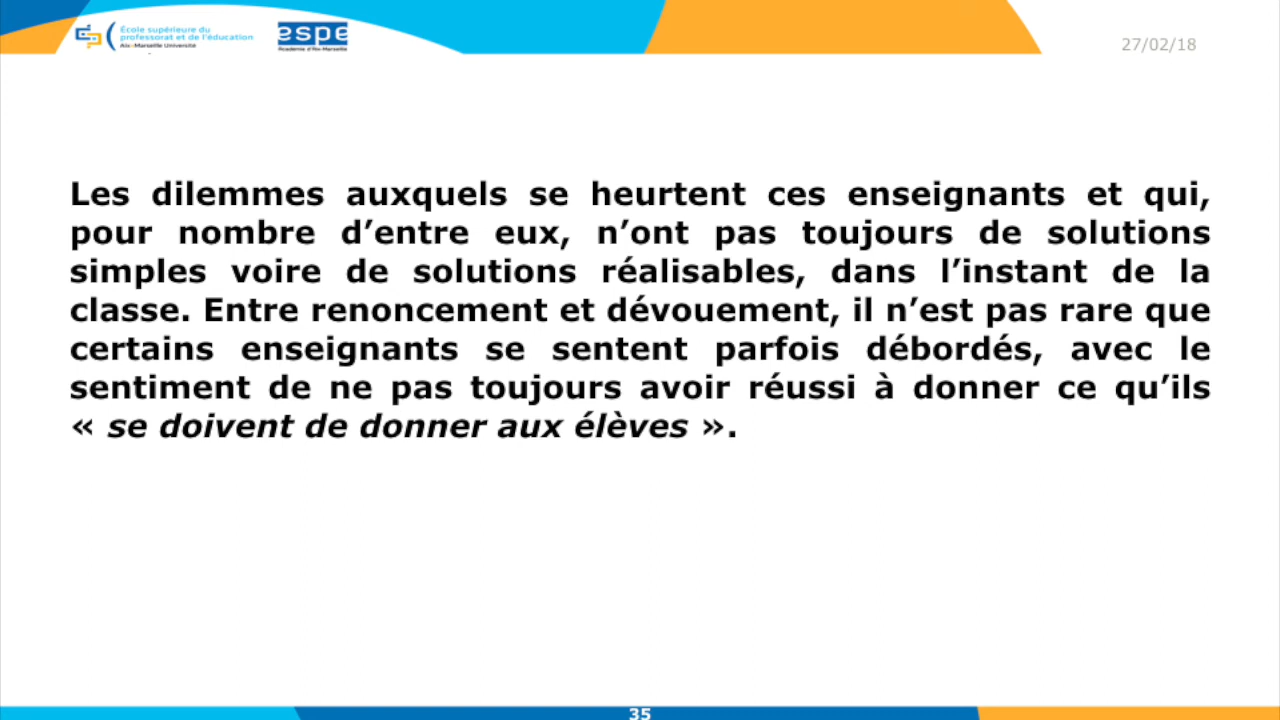 École supérieure du
professorat et de l'éducation
Aix-Marseille Université
espe
Académie d'Aix-Marseille
27/02/18
Les dilemmes auxquels se heurtent ces enseignants et qui,
pour nombre d’entre eux, n’ont pas toujours de solutions
simples voire de solutions réalisables, dans l’instant de la
classe. Entre renoncement et dévouement, il n’est pas rare que
certains enseignants se sentent parfois débordés, avec le
sentiment de ne pas toujours avoir réussi à donner ce qu’ils
« se doivent de donner aux élèves ».
35